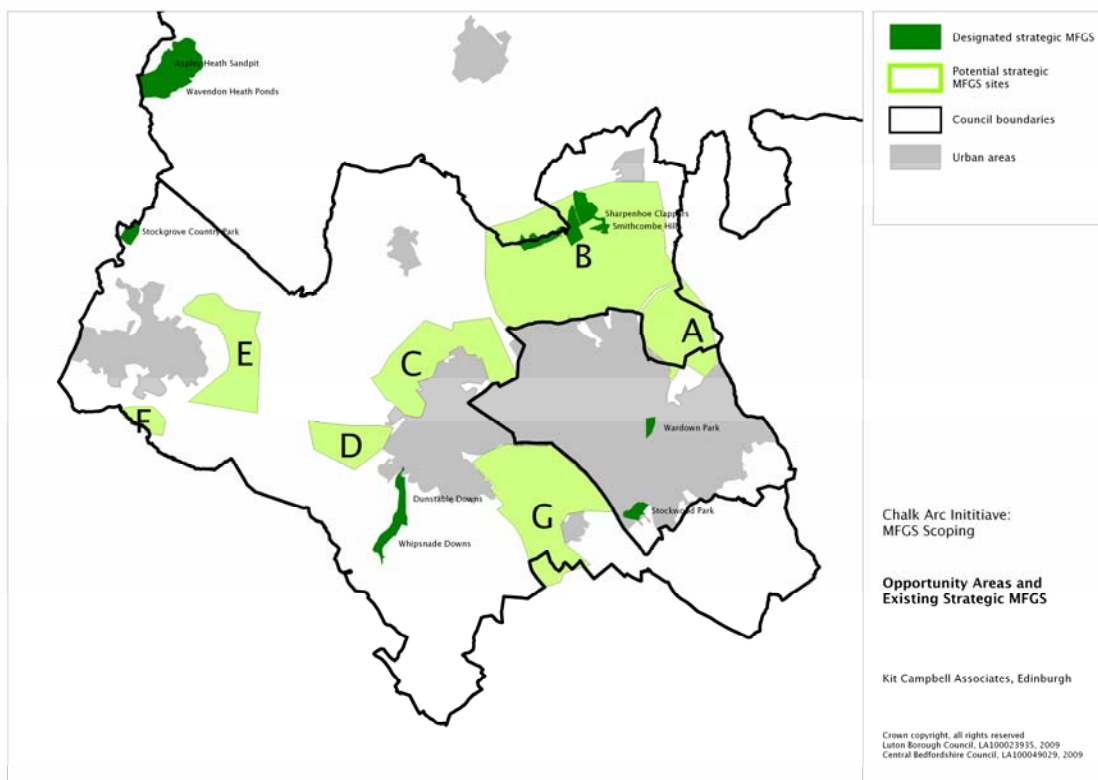 Aspley Heath Sandpit
Wavendon Heath Ponds
Stockgrove Country Park
Sharpenhoe Clappers
Smithcombe Hill
B
A
E
C
F
D
Wardown Park
Dunstable Downs
G
Stockwood Park
Whipsnade Downs
Designated strategic MFGS
Potential strategic
MFGS sites
Council boundaries
Urban areas
Chalk Arc Inititiave:
MFGS Scoping
Opportunity Areas and
Existing Strategic MFGS
Kit Campbell Associates, Edinburgh
Crown copyright, all rights reserved
Luton Borough Council, LA100023935, 2009
Central Bedfordshire Council, LA100049029, 2009